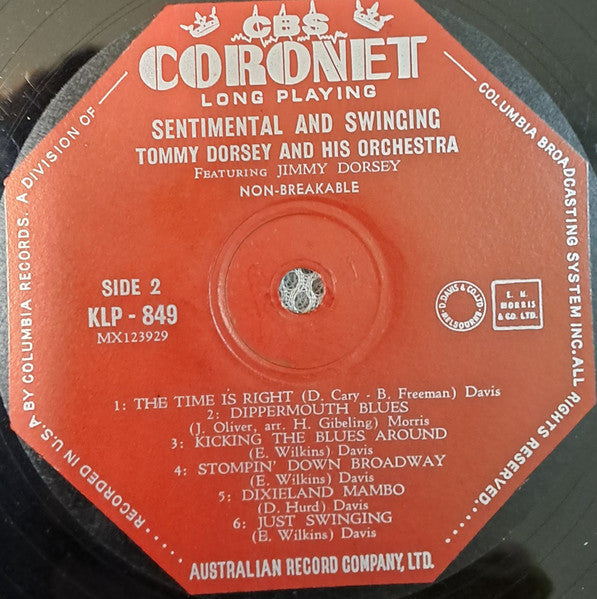 CBS
CORONET
LONG PLAYING
SENTIMENTAL AND SWINGING
TOMMY DORSEY AND HIS ORCHESTRA
FEATURING JIMMY DORSEY
NON-BREAKABLE
SIDE 2
KLP - 849
MX123929
D. DAVIS & CO. LTD.
MELBOURNE
E. H.
MORRIS
& CO. LTD.
1: THE TIME IS RIGHT (D. Cary - B. Freeman) Davis
2: DIPPERMOUTH BLUES
(J. Oliver, arr. H. Gibeling) Morris
3: KICKING THE BLUES AROUND
(E. Wilkins) Davis
4: STOMPIN' DOWN BROADWAY
(E. Wilkins) Davis
5: DIXIELAND MAMBO
(D. Hurd) Davis
6: JUST SWINGING
(E. Wilkins) Davis
AUSTRALIAN RECORD COMPANY, LTD.
RECORDED IN U.S.A BY COLUMBIA RECORDS. A DIVISION OF — COLUMBIA BROADCASTING SYSTEM INC. ALL RIGHTS RESERVED.